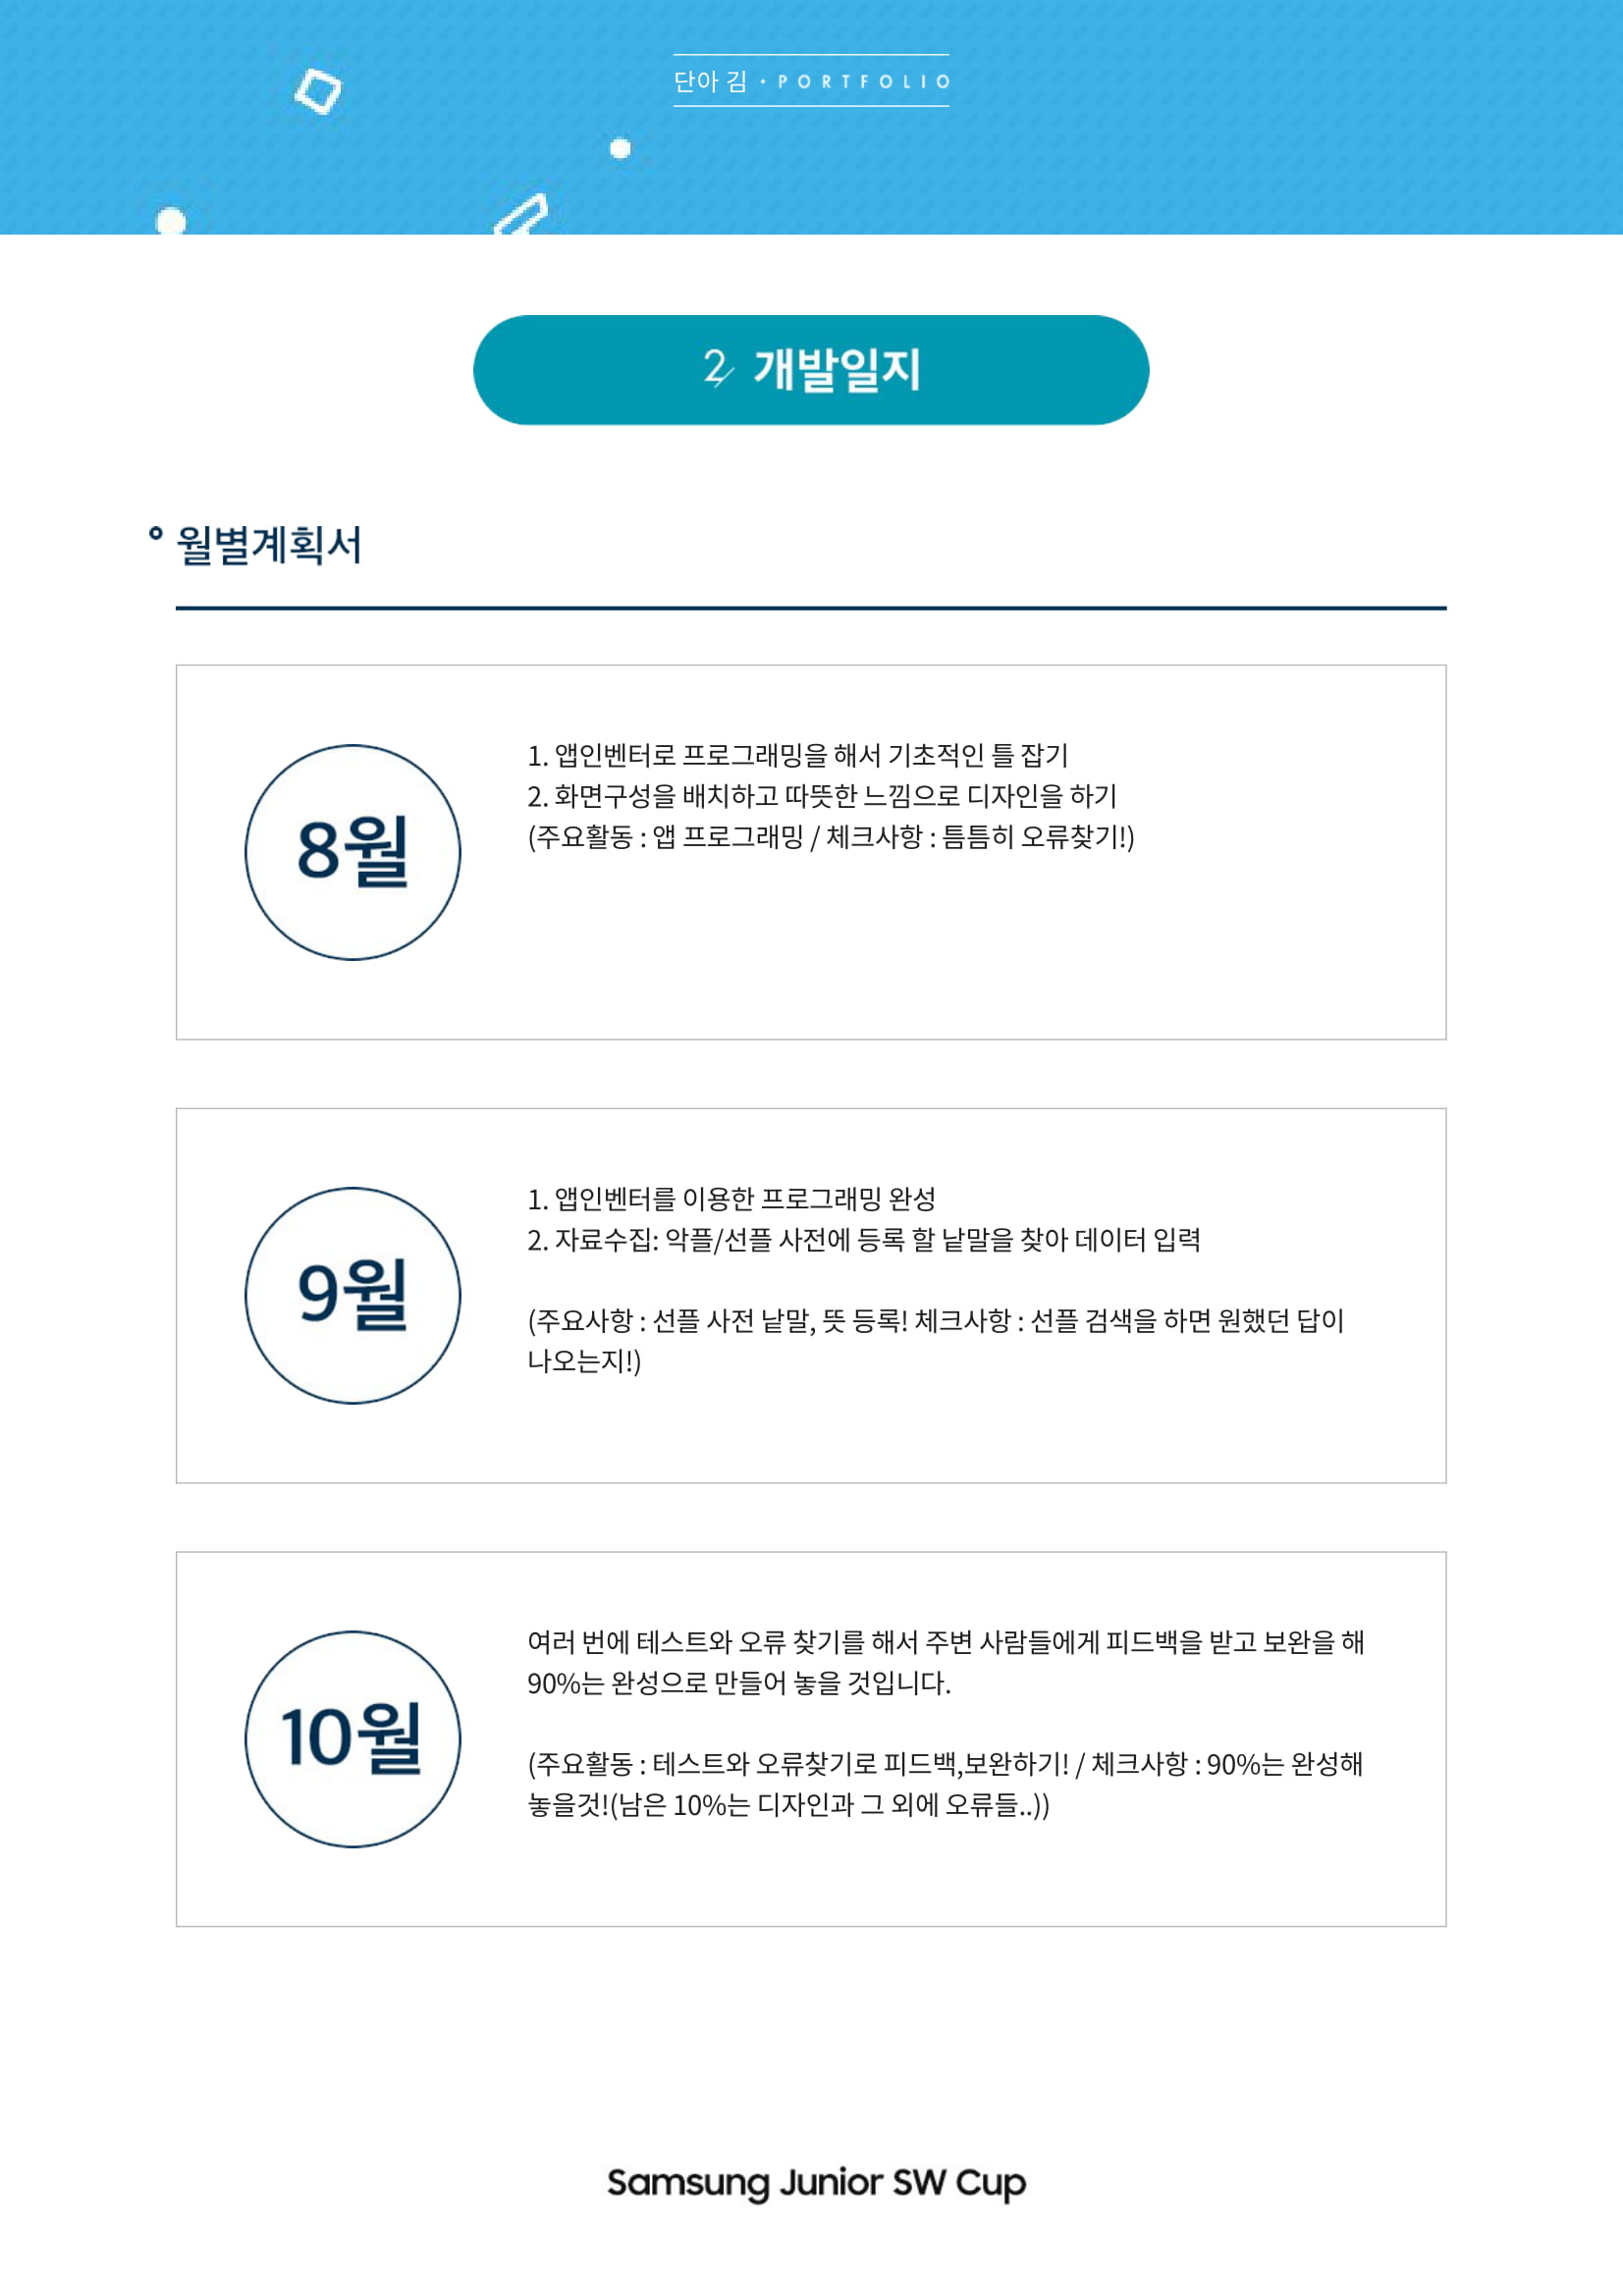 단아 김 · PORTFOLIO
2 개발일지
월별계획서
8월
1. 앱인벤터로 프로그래밍을 해서 기초적인 틀 잡기
2. 화면구성을 배치하고 따뜻한 느낌으로 디자인을 하기
(주요활동 : 앱 프로그래밍 / 체크사항 : 틈틈히 오류찾기!)
9월
1. 앱인벤터를 이용한 프로그래밍 완성
2. 자료수집: 악플/선플 사전에 등록 할 낱말을 찾아 데이터 입력
(주요사항 : 선플 사전 낱말, 뜻 등록! 체크사항 : 선플 검색을 하면 원했던 답이
나오는지!)
10월
여러 번에 테스트와 오류 찾기를 해서 주변 사람들에게 피드백을 받고 보완을 해
90%는 완성으로 만들어 놓을 것입니다.
(주요활동 : 테스트와 오류찾기로 피드백,보완하기! / 체크사항 : 90%는 완성해
놓을것!(남은 10%는 디자인과 그 외에 오류들..))
Samsung Junior SW Cup